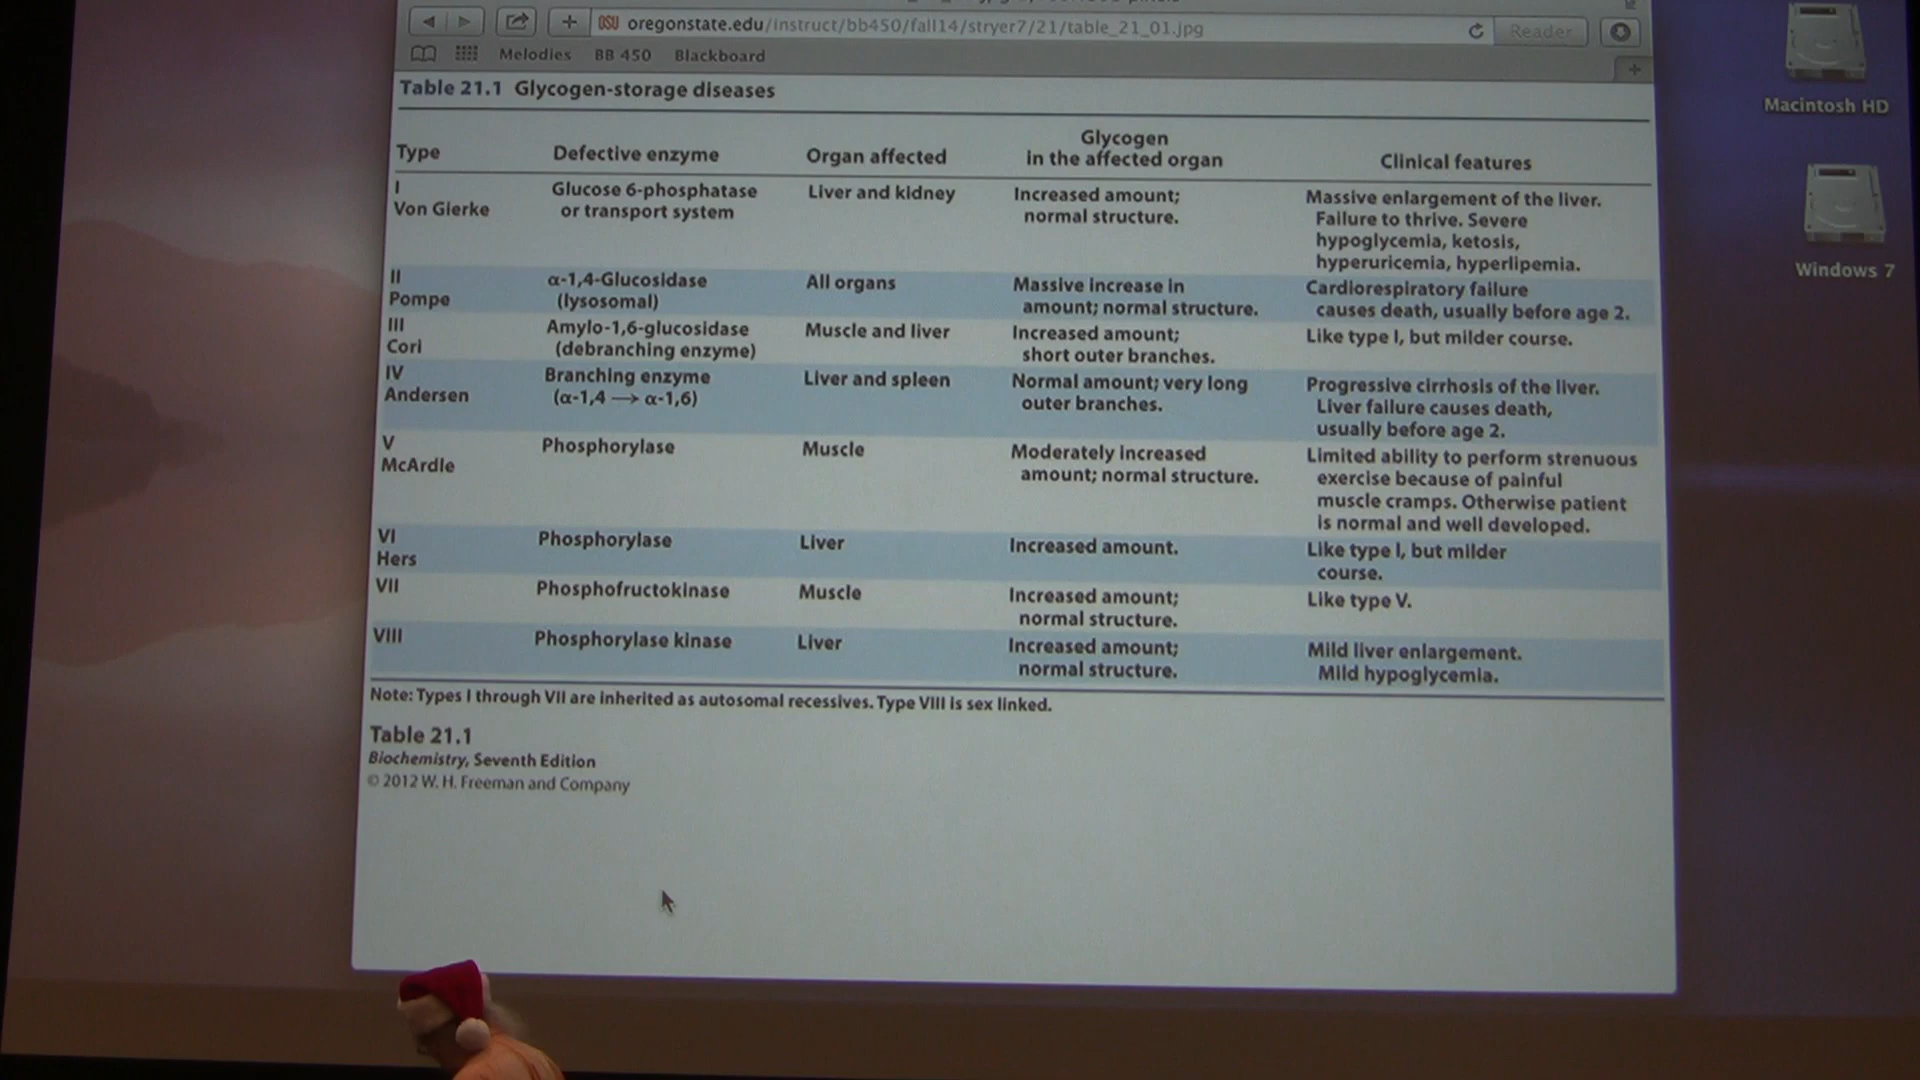 oregonstate.edu/instruct/bb450/fall14/stryer7/21/table_21_01.jpg
Reader
Melodies BB 450 Blackboard
Macintosh HD
Windows 7
Table 21.1 Glycogen-storage diseases
Type Defective enzyme Organ affected Glycogen in the affected organ Clinical features
I Glucose 6-phosphatase Liver and kidney Increased amount; Massive enlargement of the liver.
Von Gierke or transport system normal structure. Failure to thrive. Severe
hypoglycemia, ketosis,
hyperuricemia, hyperlipemia.
II α-1,4-Glucosidase All organs Massive increase in Cardiorespiratory failure
Pompe (lysosomal) amount; normal structure. causes death, usually before age 2.
III Amylo-1,6-glucosidase Muscle and liver Increased amount; Like type I, but milder course.
Cori (debranching enzyme) short outer branches.
IV Branching enzyme Liver and spleen Normal amount; very long Progressive cirrhosis of the liver.
Andersen (α-1,4 → α-1,6) outer branches. Liver failure causes death,
usually before age 2.
V Phosphorylase Muscle Moderately increased Limited ability to perform strenuous
McArdle amount; normal structure. exercise because of painful
muscle cramps. Otherwise patient
is normal and well developed.
VI Phosphorylase Liver Increased amount. Like type I, but milder
Hers course.
VII Phosphofructokinase Muscle Increased amount; Like type V.
normal structure.
VIII Phosphorylase kinase Liver Increased amount; Mild liver enlargement.
normal structure. Mild hypoglycemia.
Note: Types I through VII are inherited as autosomal recessives. Type VIII is sex linked.
Table 21.1
Biochemistry, Seventh Edition
© 2012 W. H. Freeman and Company